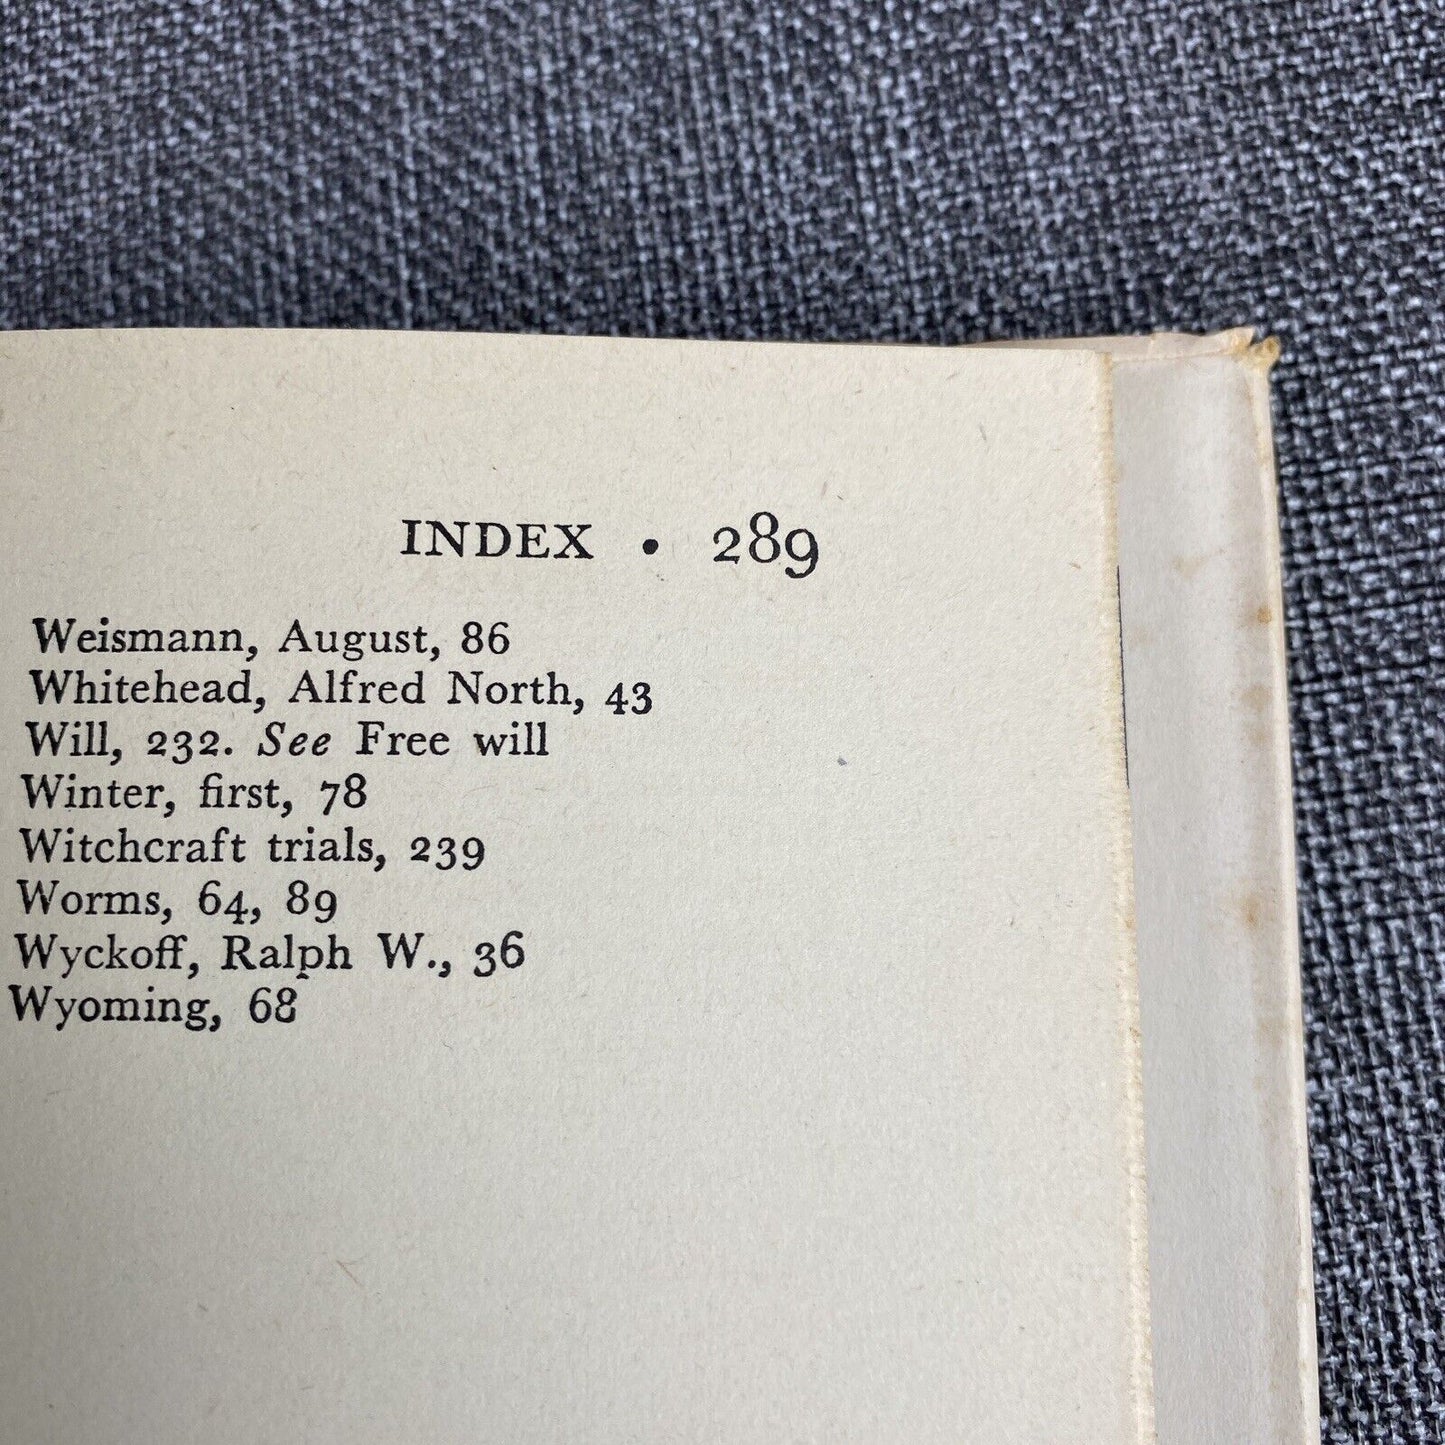 INDEX • 289
Weismann, August, 86
Whitehead, Alfred North, 43
Will, 232. See Free will
Winter, first, 78
Witchcraft trials, 239
Worms, 64, 89
Wyckoff, Ralph W., 36
Wyoming, 68